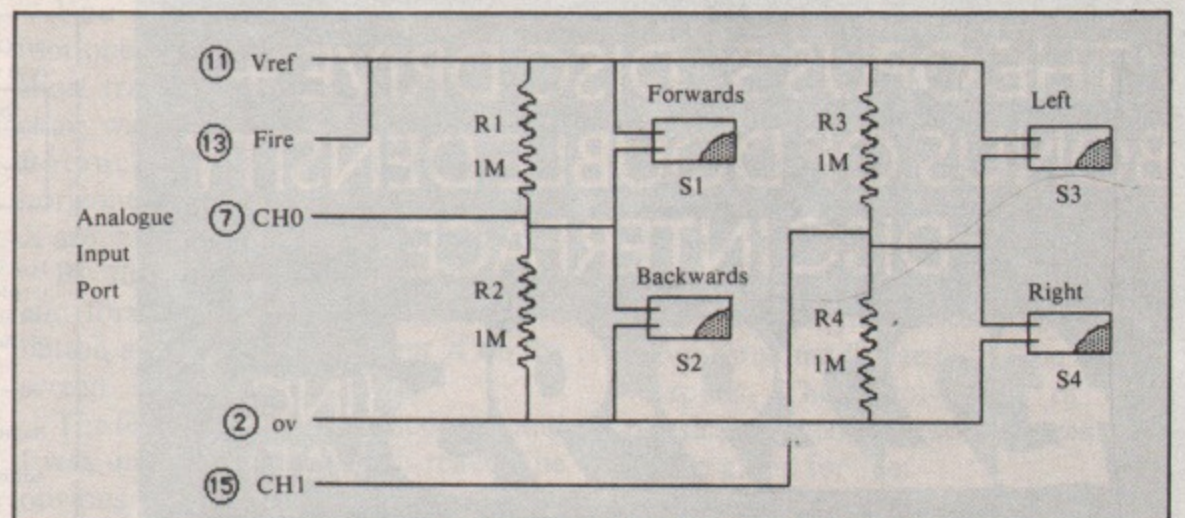 11 Vref
Forwards
Left
13 Fire
R1
1M
R3
1M
S1
S3
7 CH0
Analogue
Input
Port
Backwards
Right
R2
1M
R4
1M
S2
S4
2 ov
15 CH1